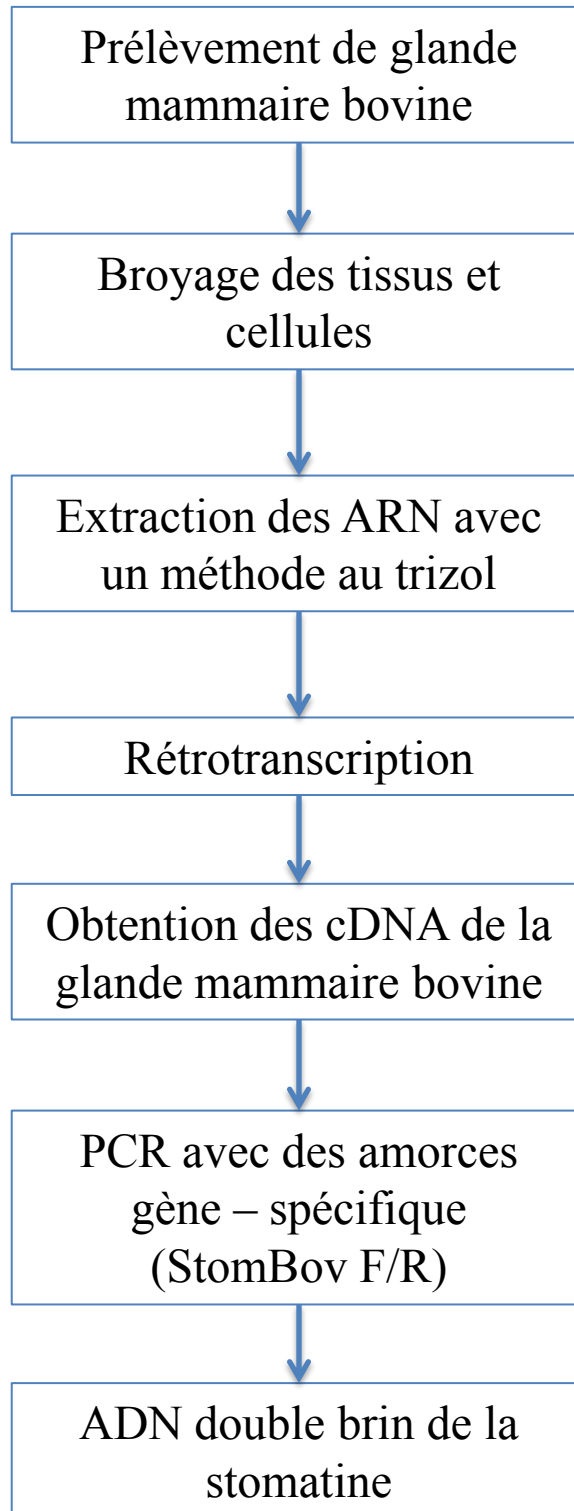 Prélèvement de glande
mammaire bovine
Broyage des tissus et
cellules
Extraction des ARN avec
un méthode au trizol
Rétrotranscription
Obtention des cDNA de la
glande mammaire bovine
PCR avec des amorces
gène – spécifique
(StomBov F/R)
ADN double brin de la
stomatine